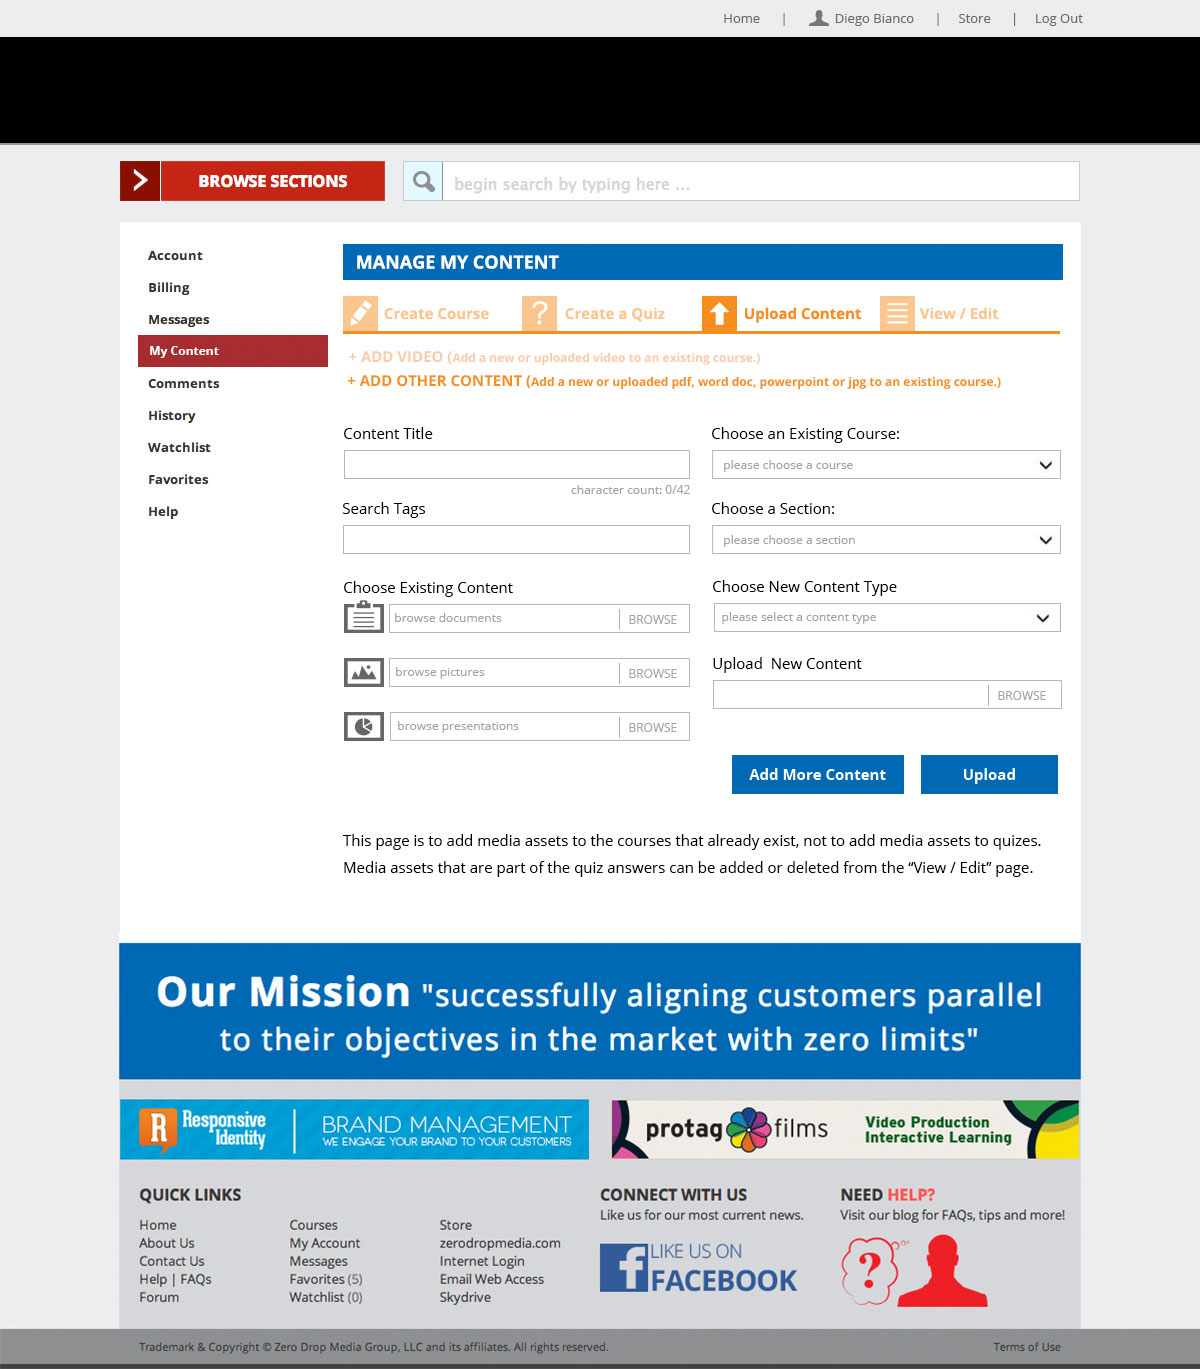 Home | Diego Bianco | Store | Log Out
BROWSE SECTIONS
begin search by typing here ...
Account
Billing
Messages
My Content
Comments
History
Watchlist
Favorites
Help
MANAGE MY CONTENT
Create Course ? Create a Quiz Upload Content View / Edit
+ ADD VIDEO (Add a new or uploaded video to an existing course.)
+ ADD OTHER CONTENT (Add a new or uploaded pdf, word doc, powerpoint or jpg to an existing course.)
Content Title
character count: 0/42
Search Tags
Choose Existing Content
browse documents BROWSE
browse pictures BROWSE
browse presentations BROWSE
Choose an Existing Course:
please choose a course
Choose a Section:
please choose a section
Choose New Content Type
please select a content type
Upload  New Content
BROWSE
Add More Content Upload
This page is to add media assets to the courses that already exist, not to add media assets to quizes.
Media assets that are part of the quiz answers can be added or deleted from the “View / Edit” page.
Our Mission "successfully aligning customers parallel
to their objectives in the market with zero limits"
R Responsive
Identity
BRAND MANAGEMENT
WE ENGAGE YOUR BRAND TO YOUR CUSTOMERS
protag films
Video Production
Interactive Learning
QUICK LINKS
Home
About Us
Contact Us
Help | FAQs
Forum
Courses
My Account
Messages
Favorites (5)
Watchlist (0)
Store
zerodropmedia.com
Internet Login
Email Web Access
Skydrive
CONNECT WITH US
Like us for our most current news.
f LIKE US ON
FACEBOOK
NEED HELP?
Visit our blog for FAQs, tips and more!
?
Trademark & Copyright © Zero Drop Media Group, LLC and its affiliates. All rights reserved.
Terms of Use